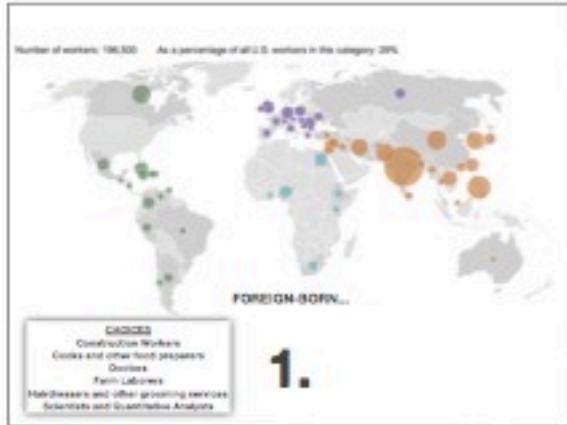 Number of workers: 196,500 As a percentage of all U.S. workers in this category: 29%
FOREIGN-BORN...
CHOICES
Construction Workers
Cooks and other food preparers
Doctors
Farm Laborers
Hairdressers and other grooming services
Scientists and Quantitative Analysts
1.